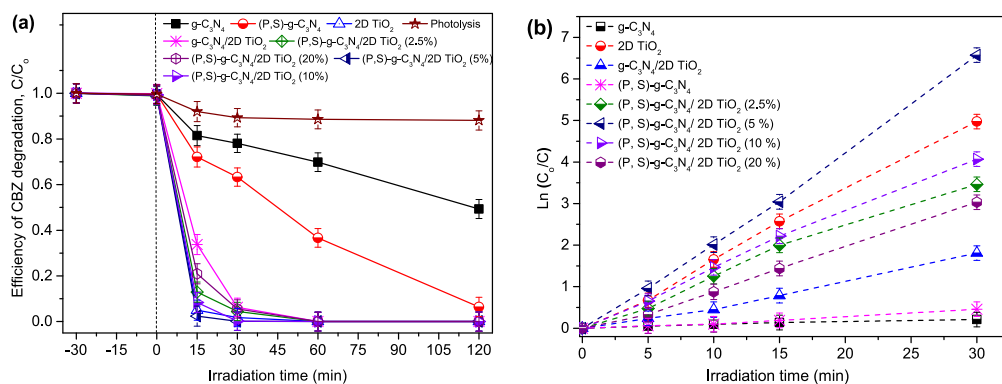 (a)
g-C₃N₄ (P,S)-g-C₃N₄ 2D TiO₂ Photolysis
g-C₃N₄/2D TiO₂ (P,S)-g-C₃N₄/2D TiO₂ (2.5%)
(P,S)-g-C₃N₄/2D TiO₂ (20%) (P,S)-g-C₃N₄/2D TiO₂ (5%)
(P,S)-g-C₃N₄/2D TiO₂ (10%)
Efficiency of CBZ degradation, C/C₀
1.0
0.8
0.6
0.4
0.2
0.0
-30 -15 0 15 30 45 60 75 90 105 120
Irradiation time (min)
(b)
g-C₃N₄
2D TiO₂
g-C₃N₄/2D TiO₂
(P, S)-g-C₃N₄
(P, S)-g-C₃N₄/ 2D TiO₂ (2.5%)
(P, S)-g-C₃N₄/ 2D TiO₂ (5 %)
(P, S)-g-C₃N₄/ 2D TiO₂ (10 %)
(P, S)-g-C₃N₄/ 2D TiO₂ (20 %)
Ln (C₀/C)
7
6
5
4
3
2
1
0
0 5 10 15 20 25 30
Irradiation time (min)